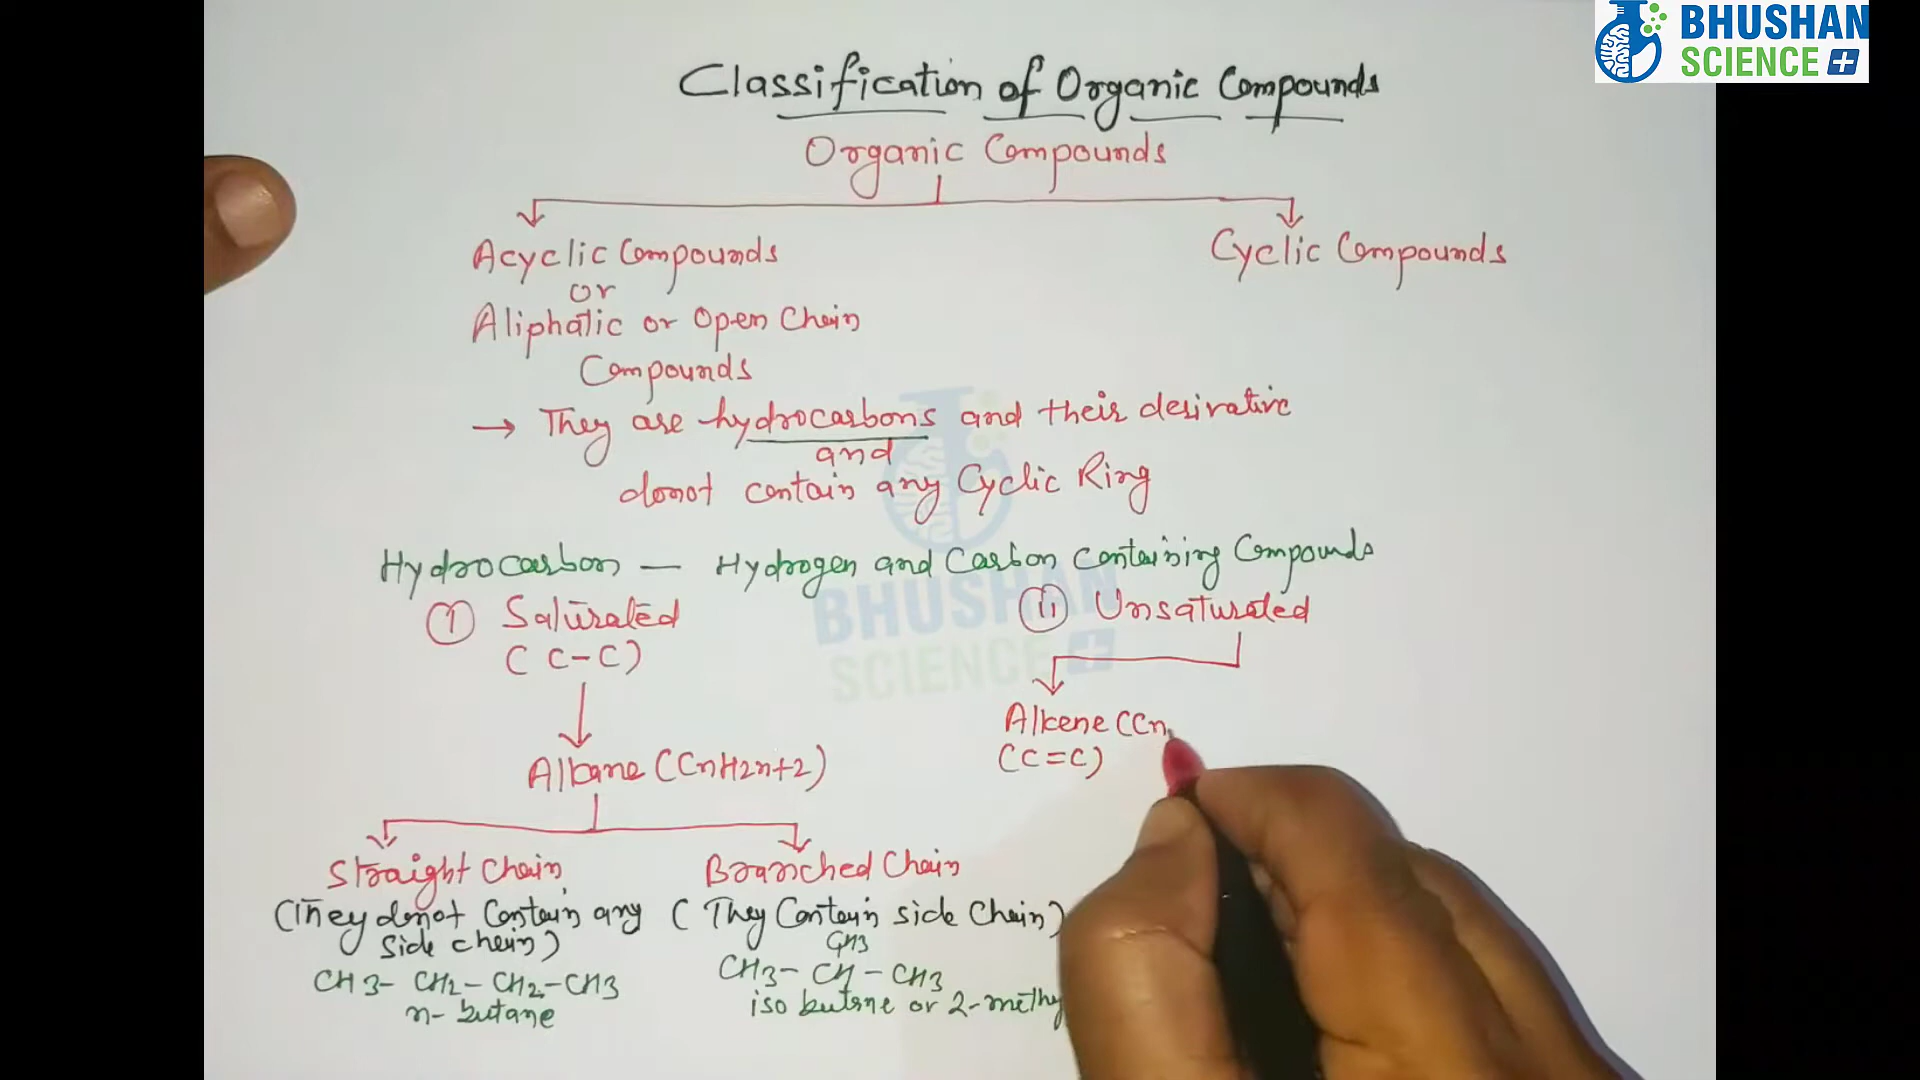 BHUSHAN
SCIENCE +
Classification of Organic Compounds
Organic Compounds
Acyclic Compounds
Cyclic Compounds
or
Aliphatic or Open Chain
Compounds
→ They are hydrocarbons and their derivative
and
donot contain any Cyclic Ring
Hydrocarbon — Hydrogen and Carbon Containing Compounds
(i) Saturated
(ii) Unsaturated
(C-C)
Alkene (Cn
(C=C)
Alkane (CnH2n+2)
Straight Chain
Branched Chain
(They donot Contain any
side chain)
(They Contain side Chain)
CH3
CH3- CH2- CH2-CH3
CH3- CH - CH3
n- butane
iso butane or 2-methy
BHUSHAN
SCIENCE +